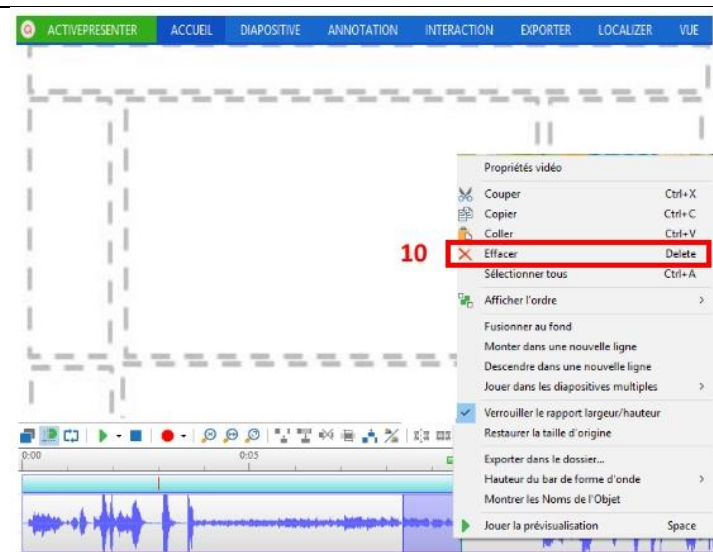 ACTIVEPRESENTER ACCUEIL DIAPOSITIVE ANNOTATION INTERACTION EXPORTER LOCALIZER VUE
Propriétés vidéo
Couper Ctrl+X
Copier Ctrl+C
Coller Ctrl+V
10 Effacer Delete
Sélectionner tous Ctrl+A
Afficher l'ordre >
Fusionner au fond
Monter dans une nouvelle ligne
Descendre dans une nouvelle ligne
Jouer dans les diapositives multiples >
Verrouiller le rapport largeur/hauteur
Restaurer la taille d'origine
0:00 0:05
Exporter dans le dossier...
Hauteur du bar de forme d'onde >
Montrer les Noms de l'Objet
Jouer la prévisualisation Space